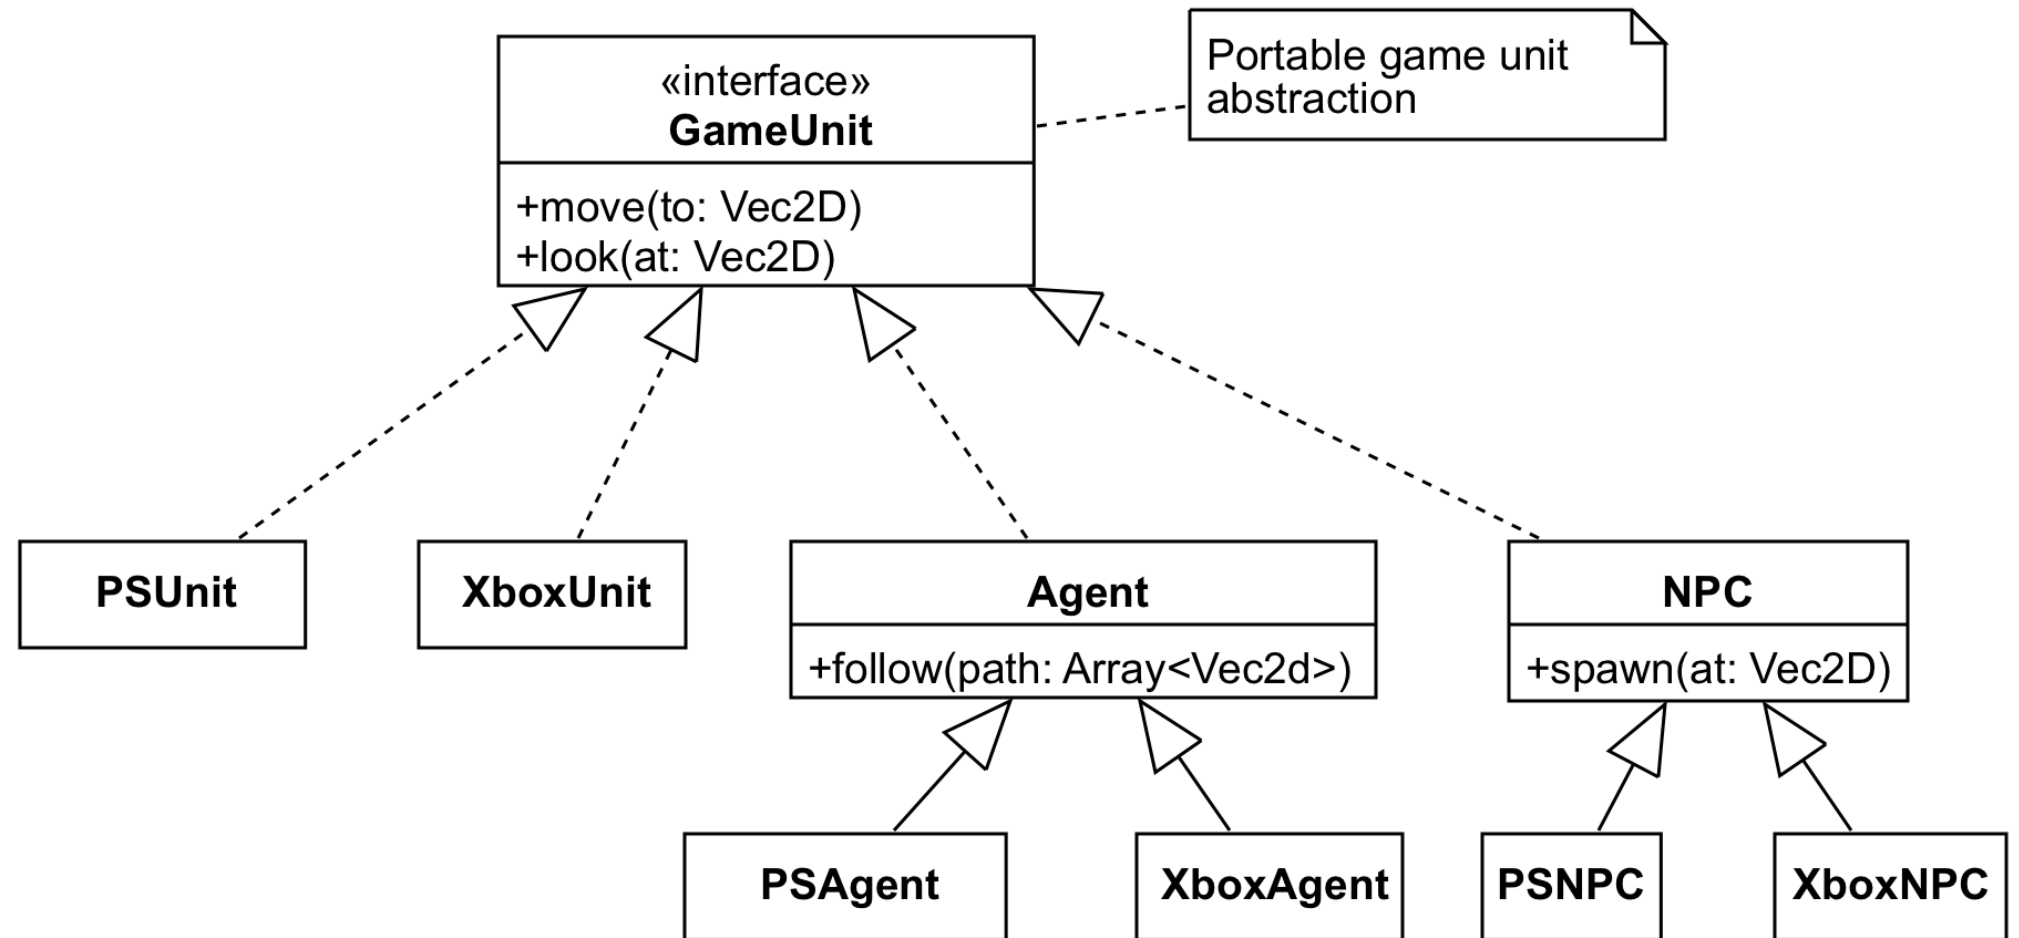 «interface»
GameUnit
+move(to: Vec2D)
+look(at: Vec2D)
Portable game unit
abstraction
PSUnit
XboxUnit
Agent
+follow(path: Array<Vec2d>)
NPC
+spawn(at: Vec2D)
PSAgent
XboxAgent
PSNPC
XboxNPC